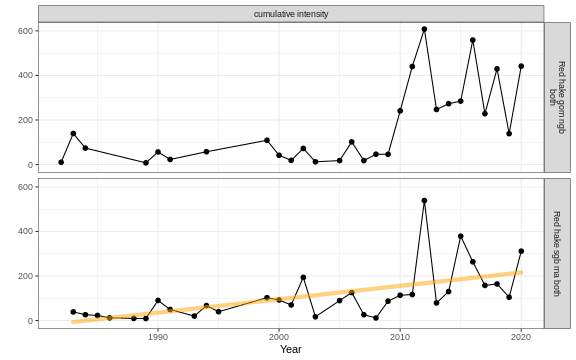 cumulative intensity
600
400
200
0
Red hake gom ngb
both
600
400
200
0
Red hake sgb ma both
1990
2000
2010
2020
Year